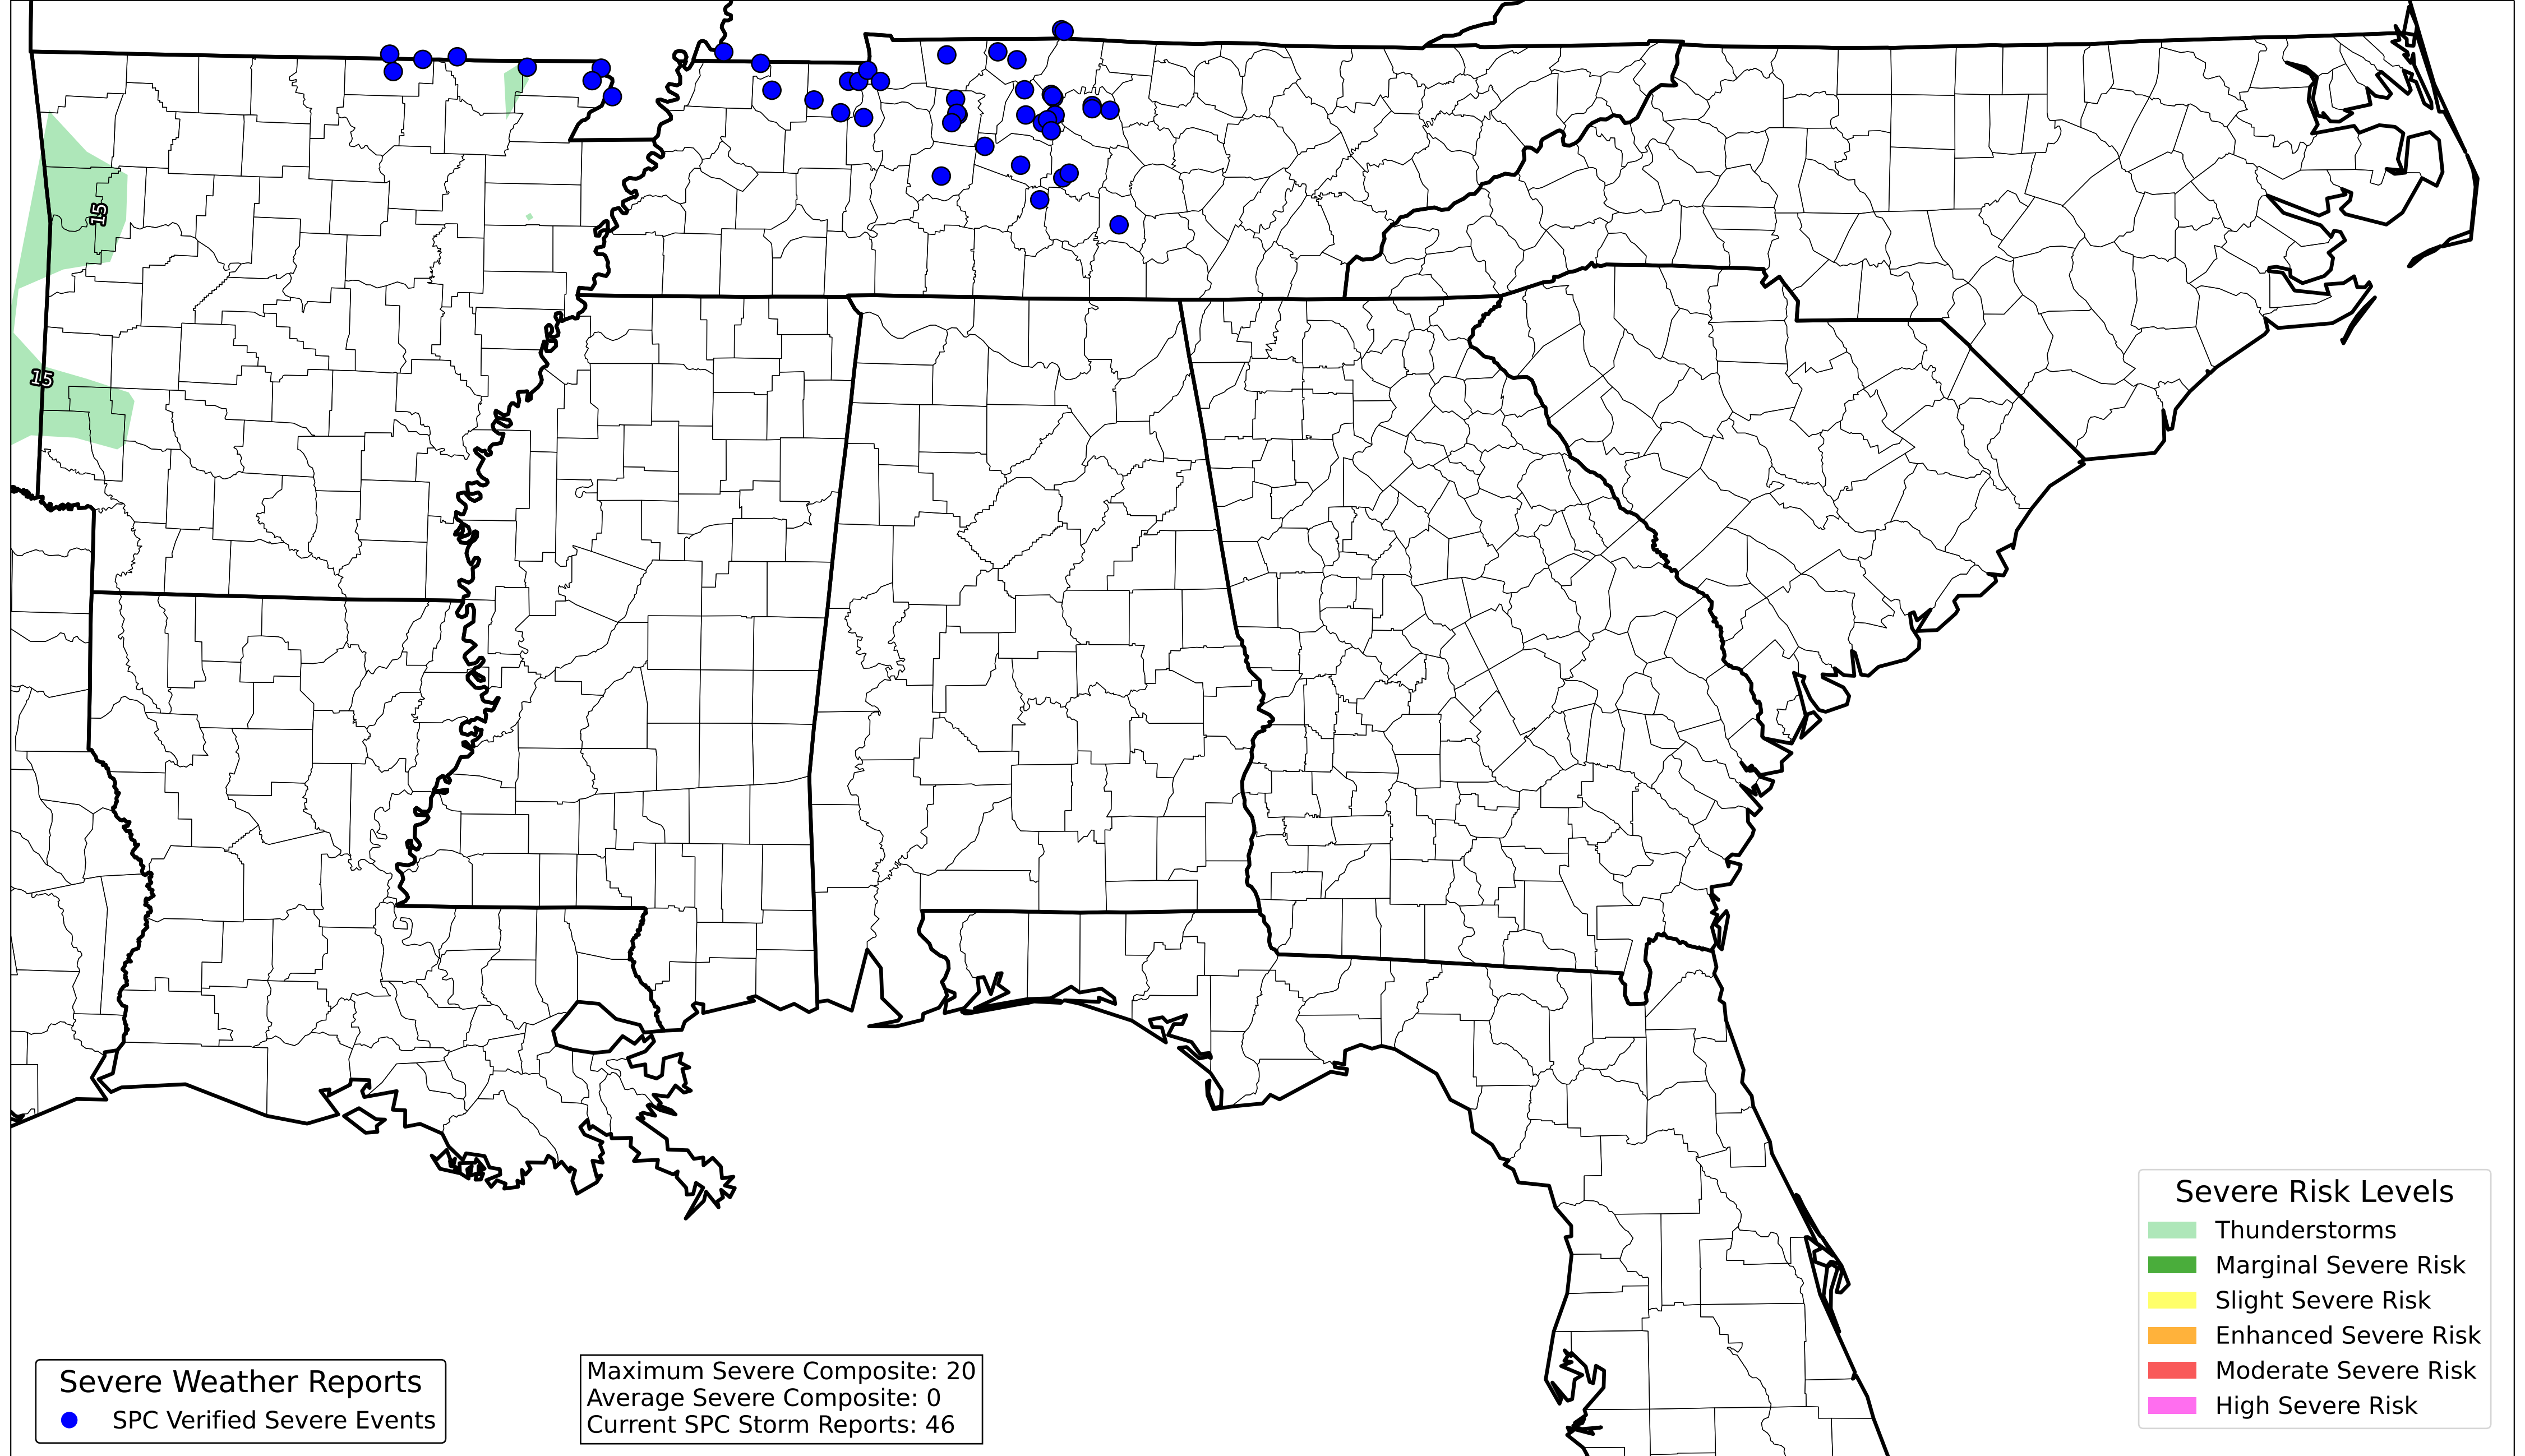 15
15
Severe Risk Levels
Thunderstorms
Marginal Severe Risk
Slight Severe Risk
Enhanced Severe Risk
Moderate Severe Risk
High Severe Risk
Severe Weather Reports
SPC Verified Severe Events
Maximum Severe Composite: 20
Average Severe Composite: 0
Current SPC Storm Reports: 46